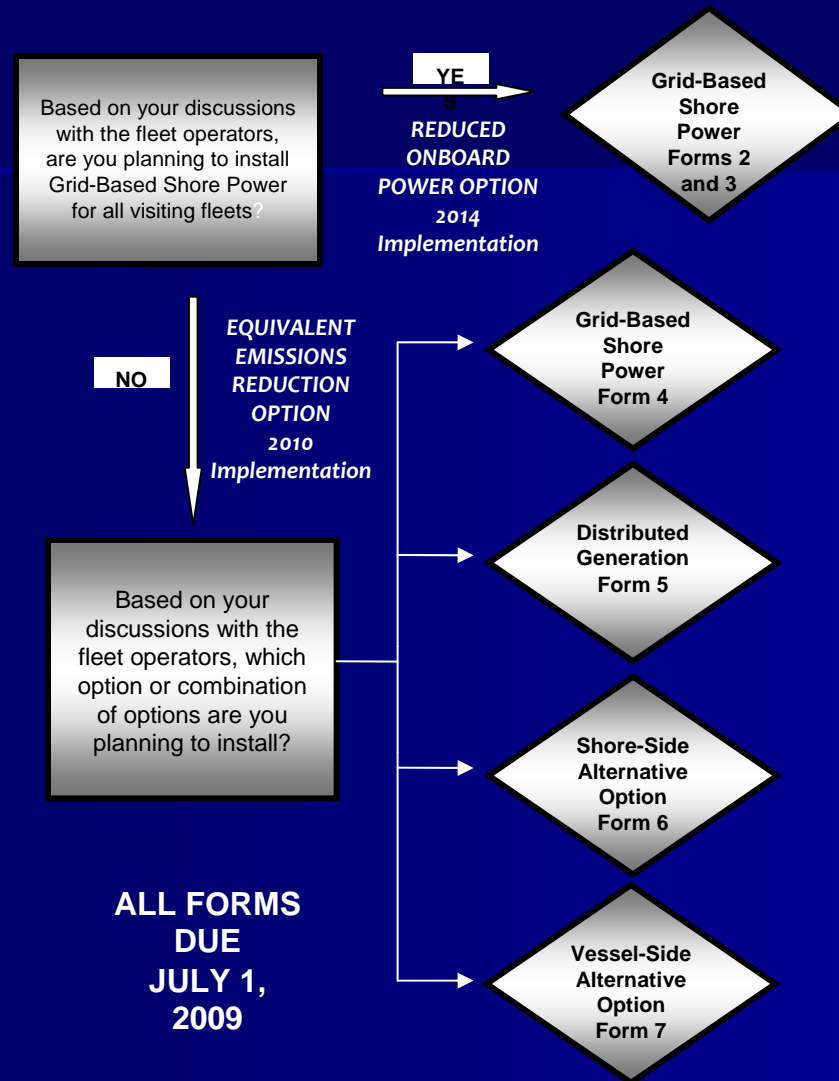 Based on your discussions
with the fleet operators,
are you planning to install
Grid-Based Shore Power
for all visiting fleets?
YE
S
REDUCED
ONBOARD
POWER OPTION
2014
Implementation
Grid-Based
Shore
Power
Forms 2
and 3
NO
EQUIVALENT
EMISSIONS
REDUCTION
OPTION
2010
Implementation
Grid-Based
Shore
Power
Form 4
Based on your
discussions with the
fleet operators, which
option or combination
of options are you
planning to install?
Distributed
Generation
Form 5
Shore-Side
Alternative
Option
Form 6
Vessel-Side
Alternative
Option
Form 7
ALL FORMS
DUE
JULY 1,
2009